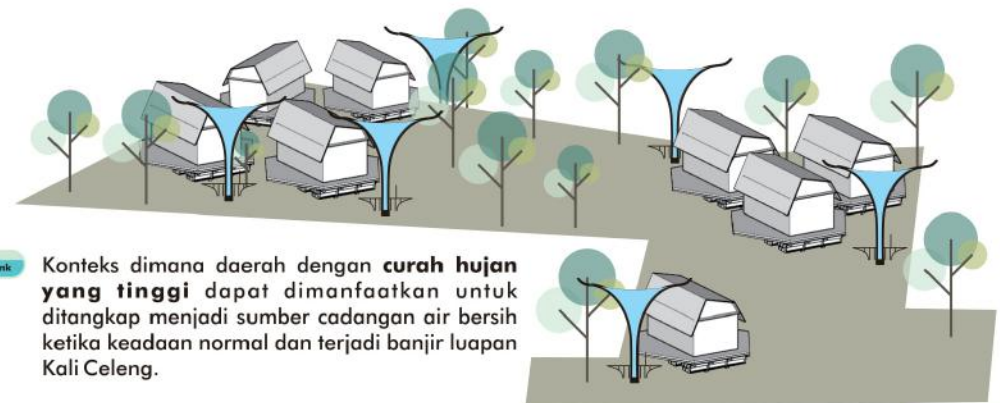 Konteks dimana daerah dengan curah hujan
yang tinggi dapat dimanfaatkan untuk
ditangkap menjadi sumber cadangan air bersih
ketika keadaan normal dan terjadi banjir luapan
Kali Celeng.